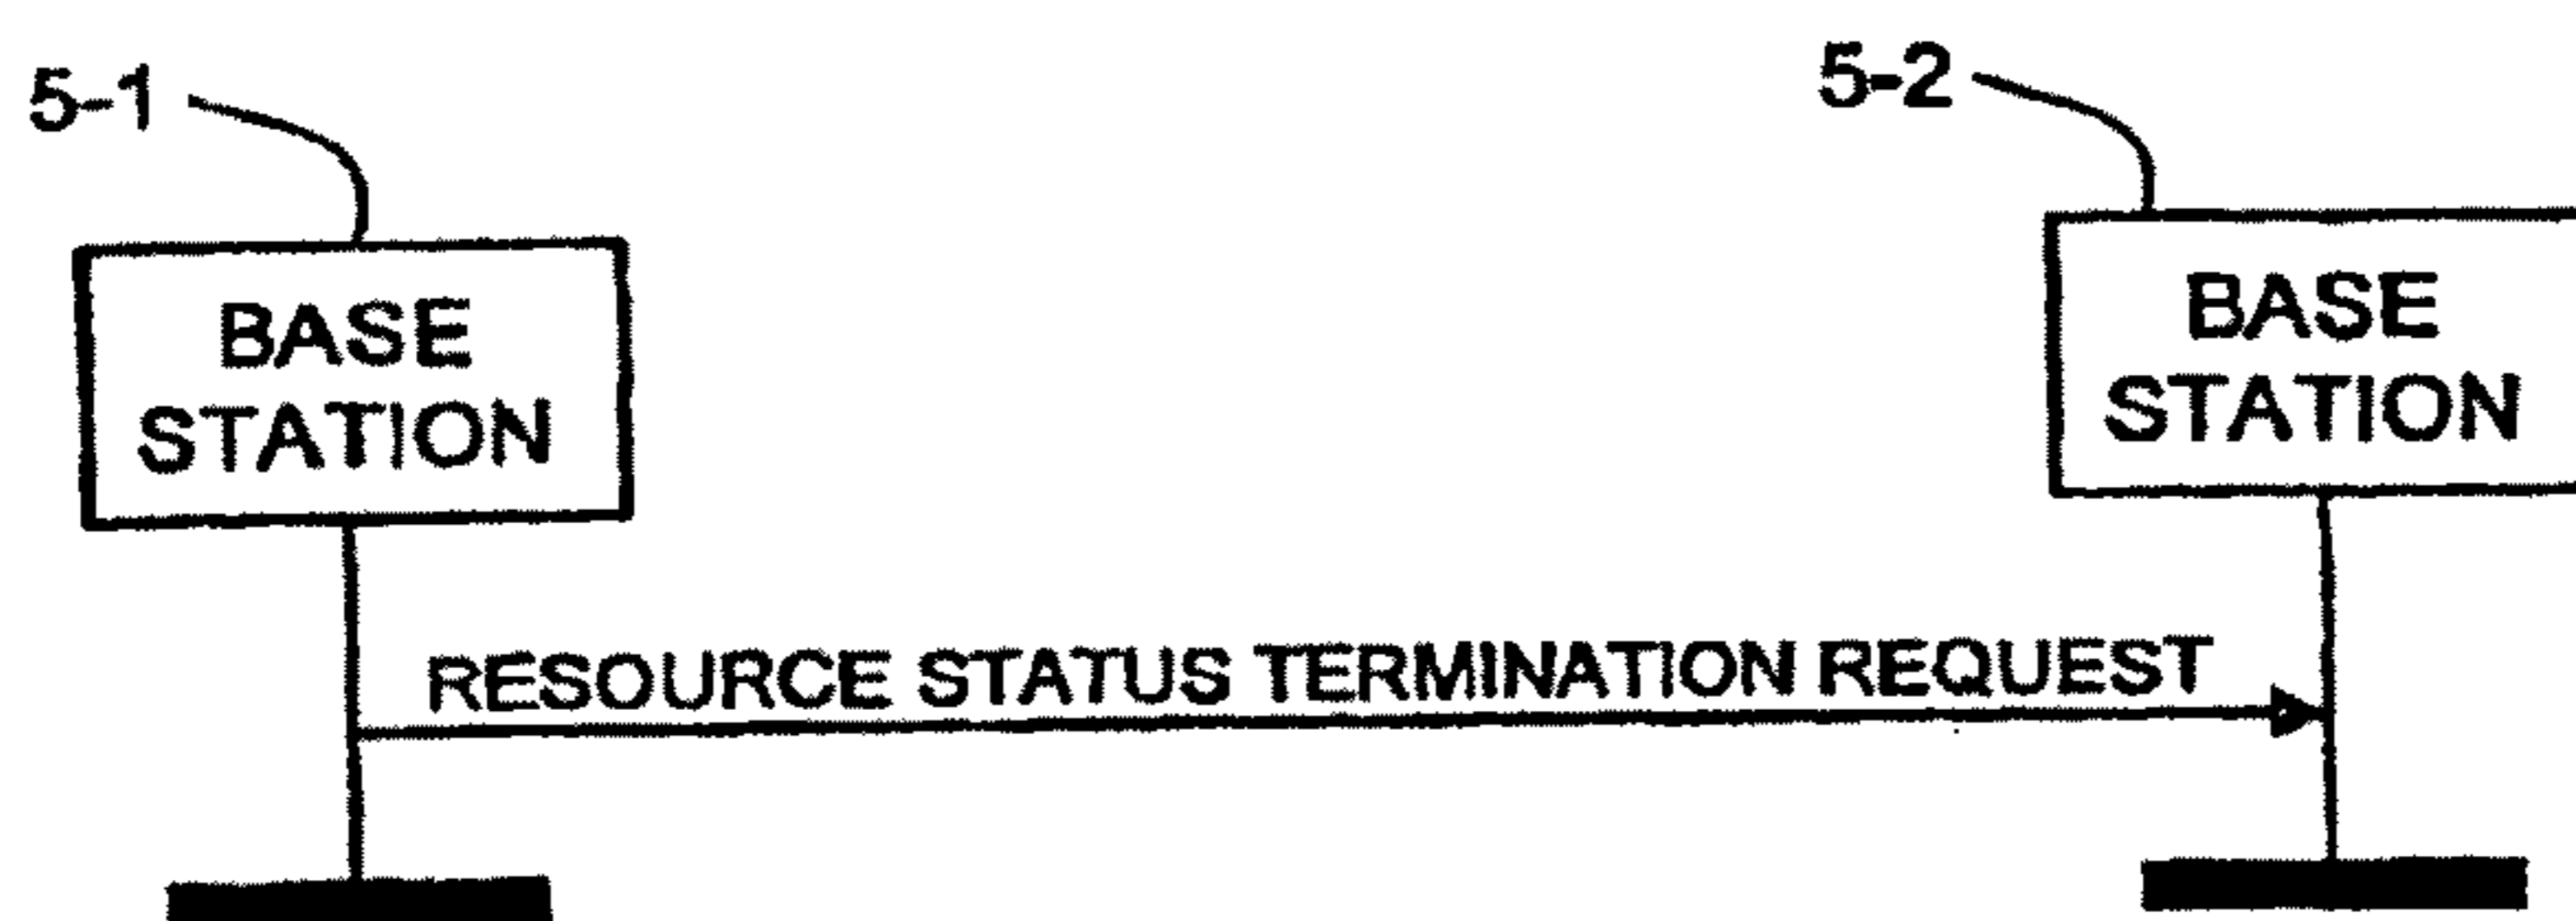 5-1
5-2
BASE
STATION
BASE
STATION
RESOURCE STATUS TERMINATION REQUEST